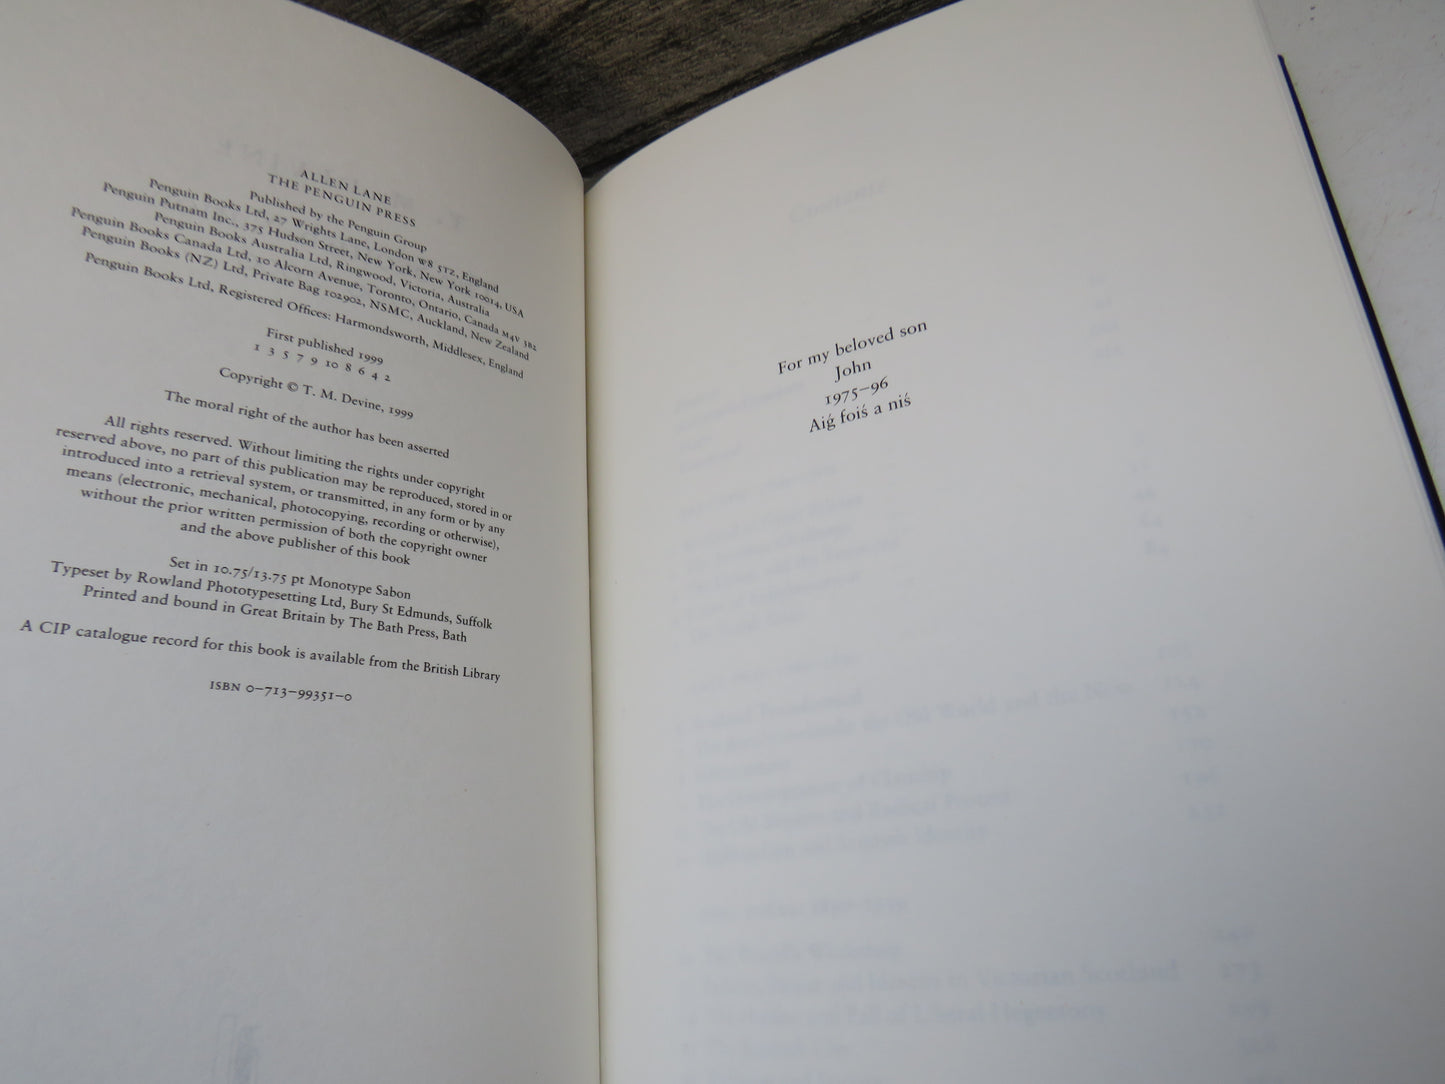 ALLEN LANE
THE PENGUIN PRESS
Published by the Penguin Group
Penguin Books Ltd, 27 Wrights Lane, London W8 5TZ, England
Penguin Putnam Inc., 375 Hudson Street, New York, New York 10014, USA
Penguin Books Australia Ltd, Ringwood, Victoria, Australia
Penguin Books Canada Ltd, 10 Alcorn Avenue, Toronto, Ontario, Canada M4V 3B2
Penguin Books (NZ) Ltd, Private Bag 102902, NSMC, Auckland, New Zealand
Penguin Books Ltd, Registered Offices: Harmondsworth, Middlesex, England
First published 1999
1 3 5 7 9 10 8 6 4 2
Copyright © T. M. Devine, 1999
The moral right of the author has been asserted
All rights reserved. Without limiting the rights under copyright
reserved above, no part of this publication may be reproduced, stored in or
introduced into a retrieval system, or transmitted, in any form or by any
means (electronic, mechanical, photocopying, recording or otherwise),
without the prior written permission of both the copyright owner
and the above publisher of this book
Set in 10.75/13.75 pt Monotype Sabon
Typeset by Rowland Phototypesetting Ltd, Bury St Edmunds, Suffolk
Printed and bound in Great Britain by The Bath Press, Bath
A CIP catalogue record for this book is available from the British Library
ISBN 0–713–99351–0
For my beloved son
John
1975–96
Aiǵ foiś a niś